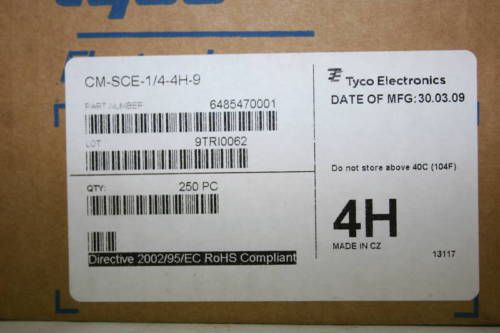 tyco
CM-SCE-1/4-4H-9
PART NUMBER: 6485470001
LOT: 9TRI0062
QTY: 250 PC
Directive 2002/95/EC RoHS Compliant
Tyco Electronics
DATE OF MFG:30.03.09
Do not store above 40C (104F)
4H
MADE IN CZ
13117